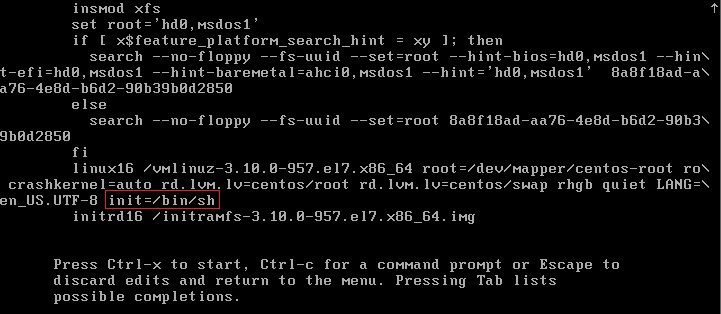 insmod xfs
set root='hd0,msdos1'
if [ x$feature_platform_search_hint = xy ]; then
search --no-floppy --fs-uuid --set=root --hint-bios=hd0,msdos1 --hin\
t-efi=hd0,msdos1 --hint-baremetal=ahci0,msdos1 --hint='hd0,msdos1'  8a8f18ad-a\
a76-4e8d-b6d2-90b39b0d2850
else
search --no-floppy --fs-uuid --set=root 8a8f18ad-aa76-4e8d-b6d2-90b3\
9b0d2850
fi
linux16 /vmlinuz-3.10.0-957.el7.x86_64 root=/dev/mapper/centos-root ro\
crashkernel=auto rd.lvm.lv=centos/root rd.lvm.lv=centos/swap rhgb quiet LANG=\
en_US.UTF-8 init=/bin/sh
initrd16 /initramfs-3.10.0-957.el7.x86_64.img
Press Ctrl-x to start, Ctrl-c for a command prompt or Escape to
discard edits and return to the menu. Pressing Tab lists
possible completions.